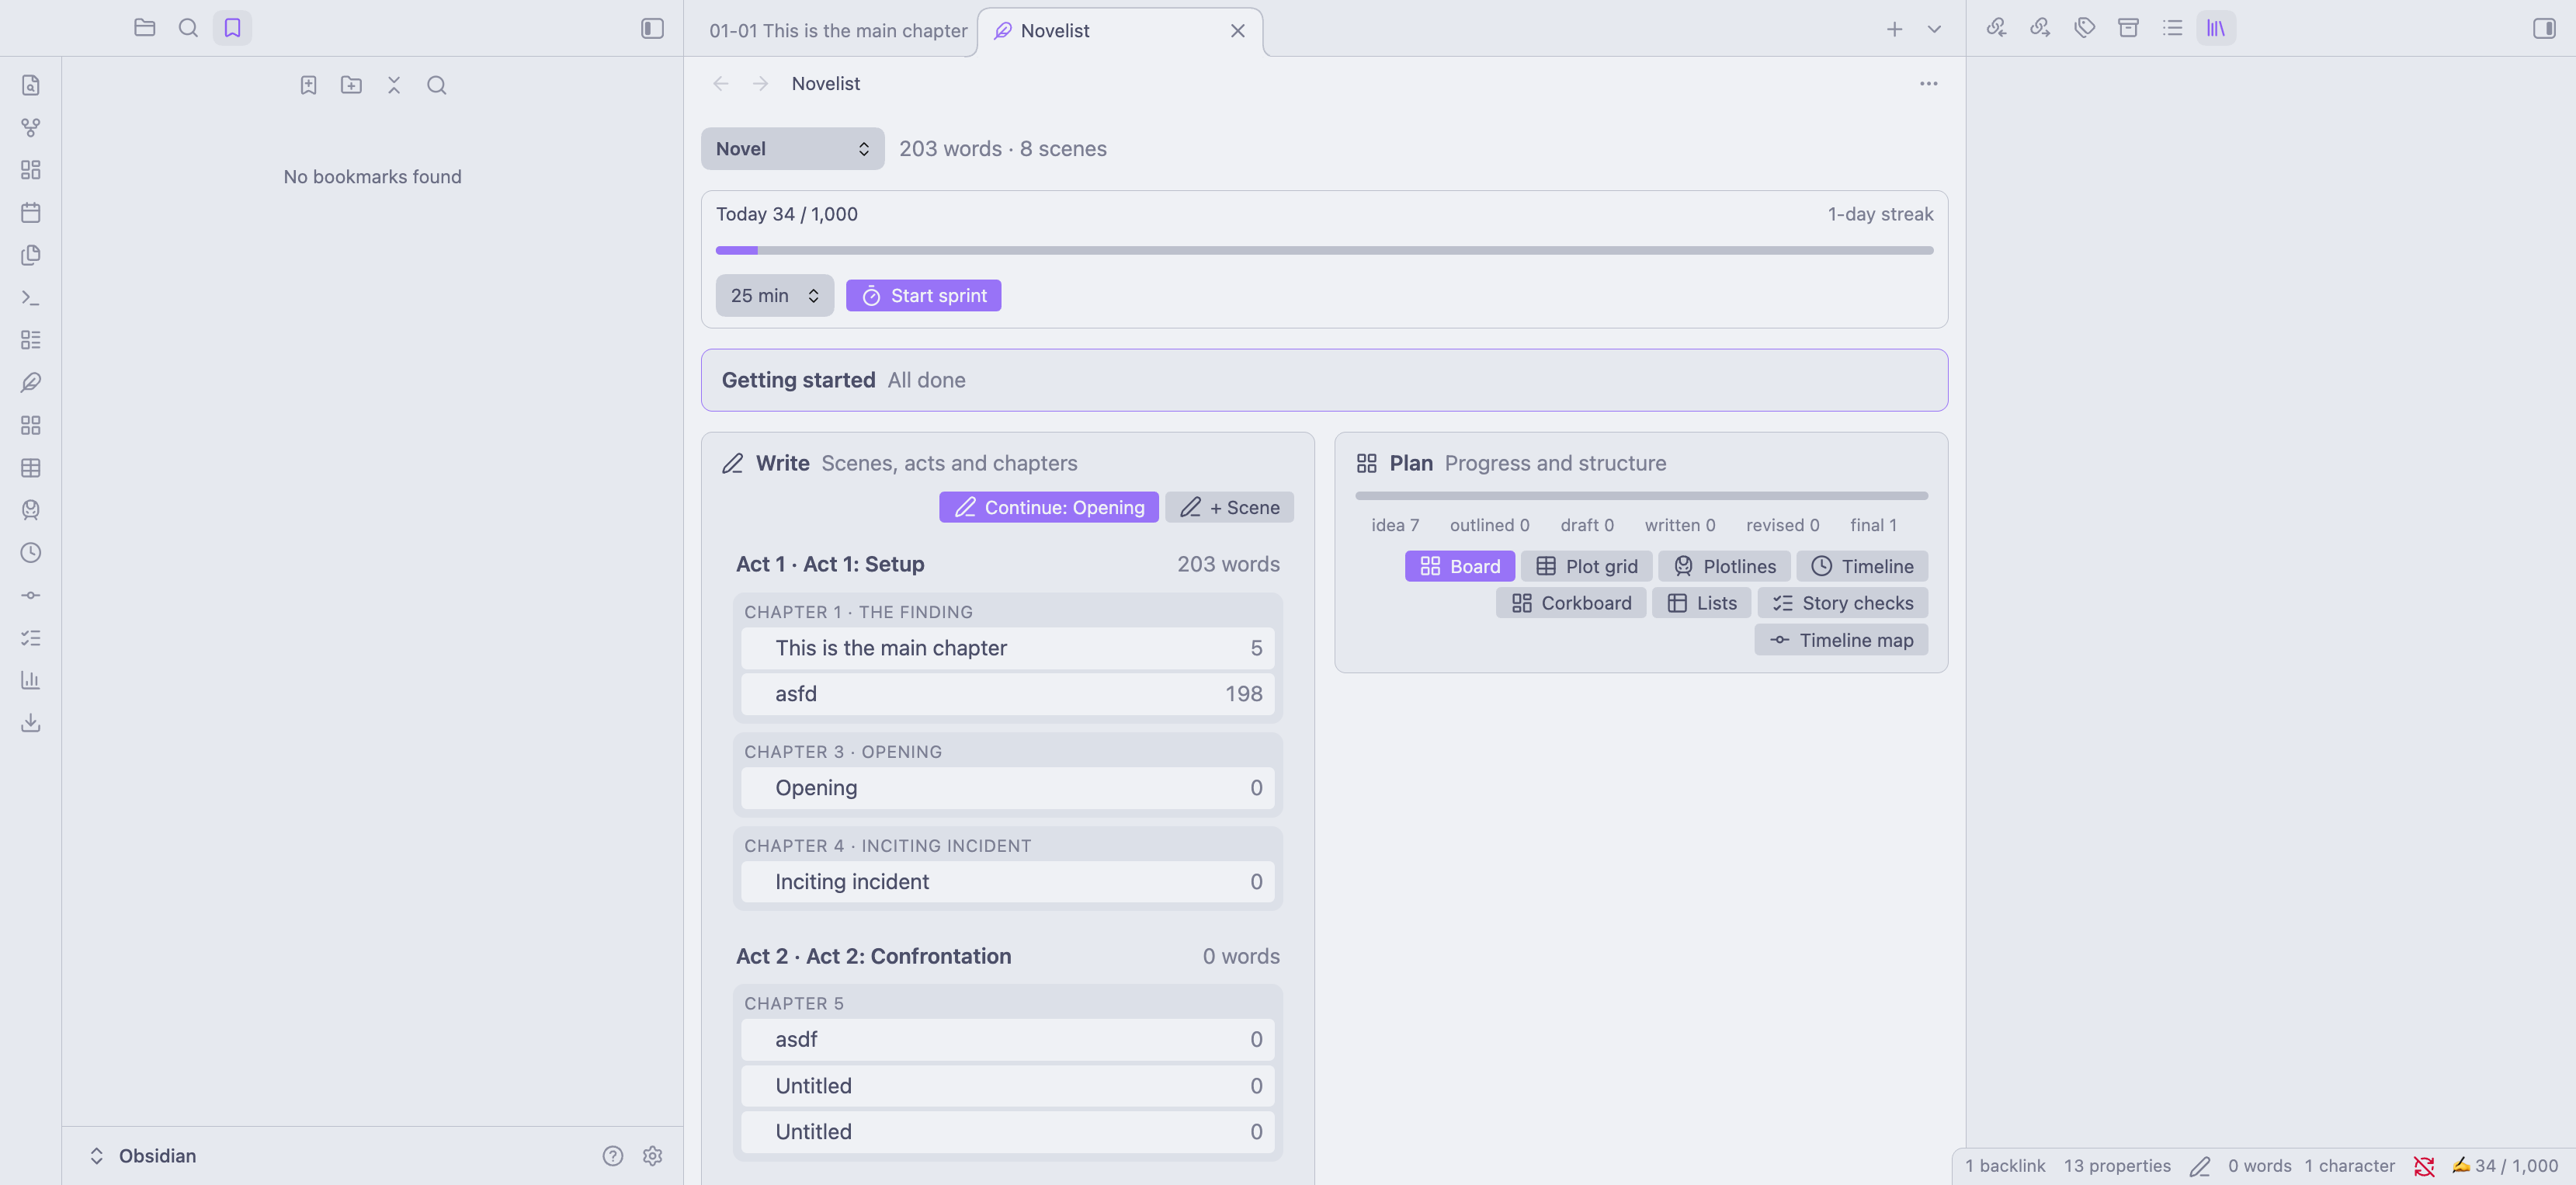 01-01 This is the main chapter
Novelist
Novelist
No bookmarks found
Novel
203 words · 8 scenes
Today 34 / 1,000
1-day streak
25 min
Start sprint
Getting started All done
Write Scenes, acts and chapters
Continue: Opening
+ Scene
Act 1 · Act 1: Setup
203 words
CHAPTER 1 · THE FINDING
This is the main chapter 5
asfd 198
CHAPTER 3 · OPENING
Opening 0
CHAPTER 4 · INCITING INCIDENT
Inciting incident 0
Act 2 · Act 2: Confrontation
0 words
CHAPTER 5
asdf 0
Untitled 0
Untitled 0
Plan Progress and structure
idea 7 outlined 0 draft 0 written 0 revised 0 final 1
Board Plot grid Plotlines Timeline
Corkboard Lists Story checks
Timeline map
Obsidian
1 backlink 13 properties 0 words 1 character ✍️ 34 / 1,000